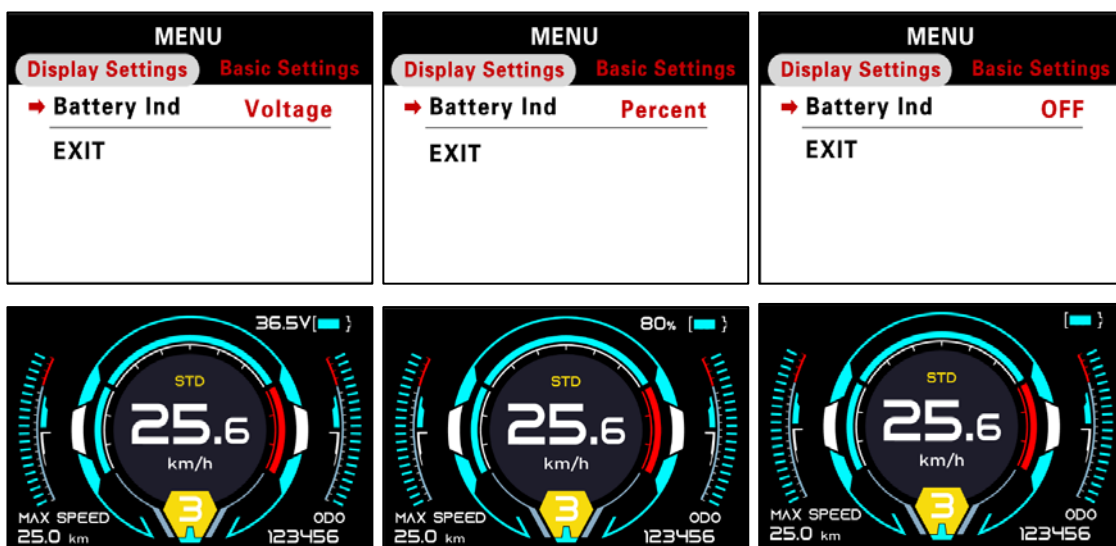 MENU
Display Settings Basic Settings
Battery Ind Voltage
EXIT
MENU
Display Settings Basic Settings
Battery Ind Percent
EXIT
MENU
Display Settings Basic Settings
Battery Ind OFF
EXIT
36.5V
STD
25.6
km/h
3
MAX SPEED
25.0 km
ODO
123456
80%
STD
25.6
km/h
3
MAX SPEED
25.0 km
ODO
123456
STD
25.6
km/h
3
MAX SPEED
25.0 km
ODO
123456